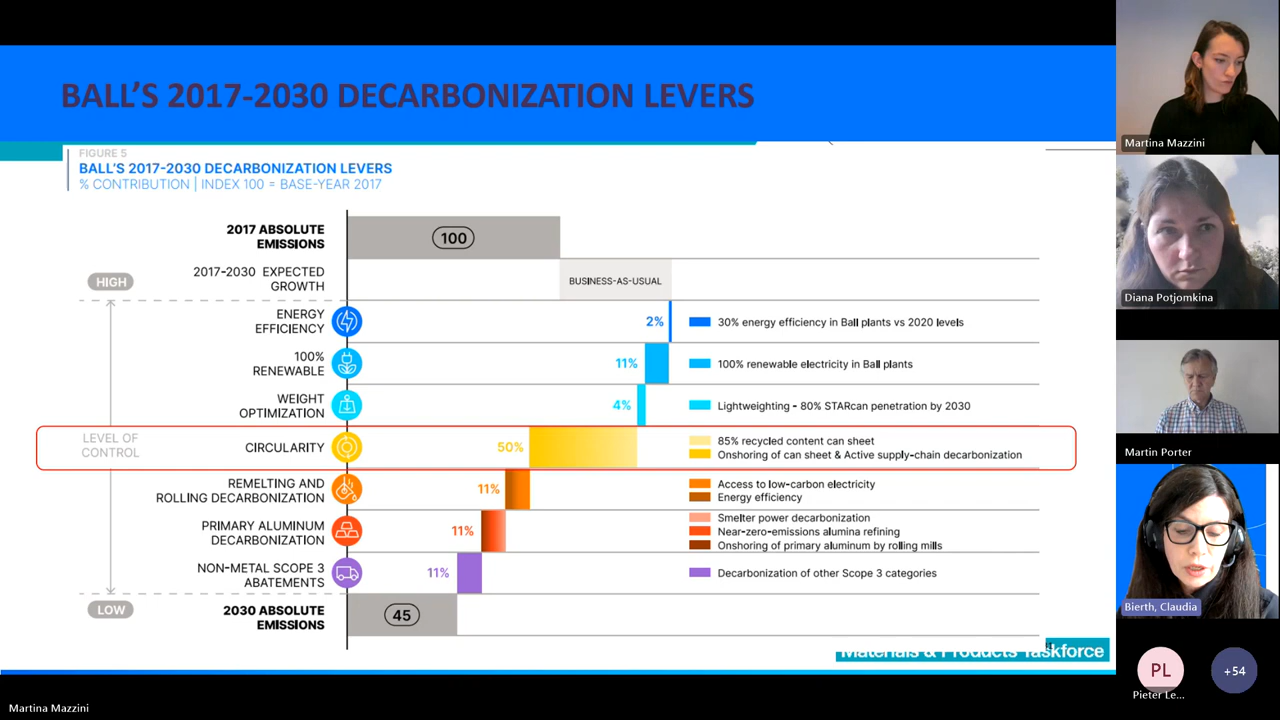 BALL'S 2017-2030 DECARBONIZATION LEVERS
FIGURE 5
BALL'S 2017-2030 DECARBONIZATION LEVERS
% CONTRIBUTION | INDEX 100 = BASE-YEAR 2017
2017 ABSOLUTE
EMISSIONS
100
HIGH
2017-2030 EXPECTED
GROWTH
BUSINESS-AS-USUAL
ENERGY
EFFICIENCY
2%
30% energy efficiency in Ball plants vs 2020 levels
100%
RENEWABLE
11%
100% renewable electricity in Ball plants
WEIGHT
OPTIMIZATION
4%
Lightweighting - 80% STARcan penetration by 2030
LEVEL OF
CONTROL
CIRCULARITY
50%
85% recycled content can sheet
Onshoring of can sheet & Active supply-chain decarbonization
REMELTING AND
ROLLING DECARBONIZATION
11%
Access to low-carbon electricity
Energy efficiency
PRIMARY ALUMINUM
DECARBONIZATION
11%
Smelter power decarbonization
Near-zero-emissions alumina refining
Onshoring of primary aluminum by rolling mills
NON-METAL SCOPE 3
ABATEMENTS
11%
Decarbonization of other Scope 3 categories
LOW
2030 ABSOLUTE
EMISSIONS
45
Materials & Products Taskforce
Martina Mazzini
Martina Mazzini
Diana Potjomkina
Martin Porter
Bierth, Claudia
PL
Pieter Le...
+54